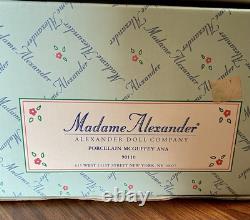 Madame Alexander®
ALEXANDER DOLL COMPANY
PORCELAIN MCGUFFEY ANA
90110
615 WEST 131ST STREET NEW YORK, NY 10027